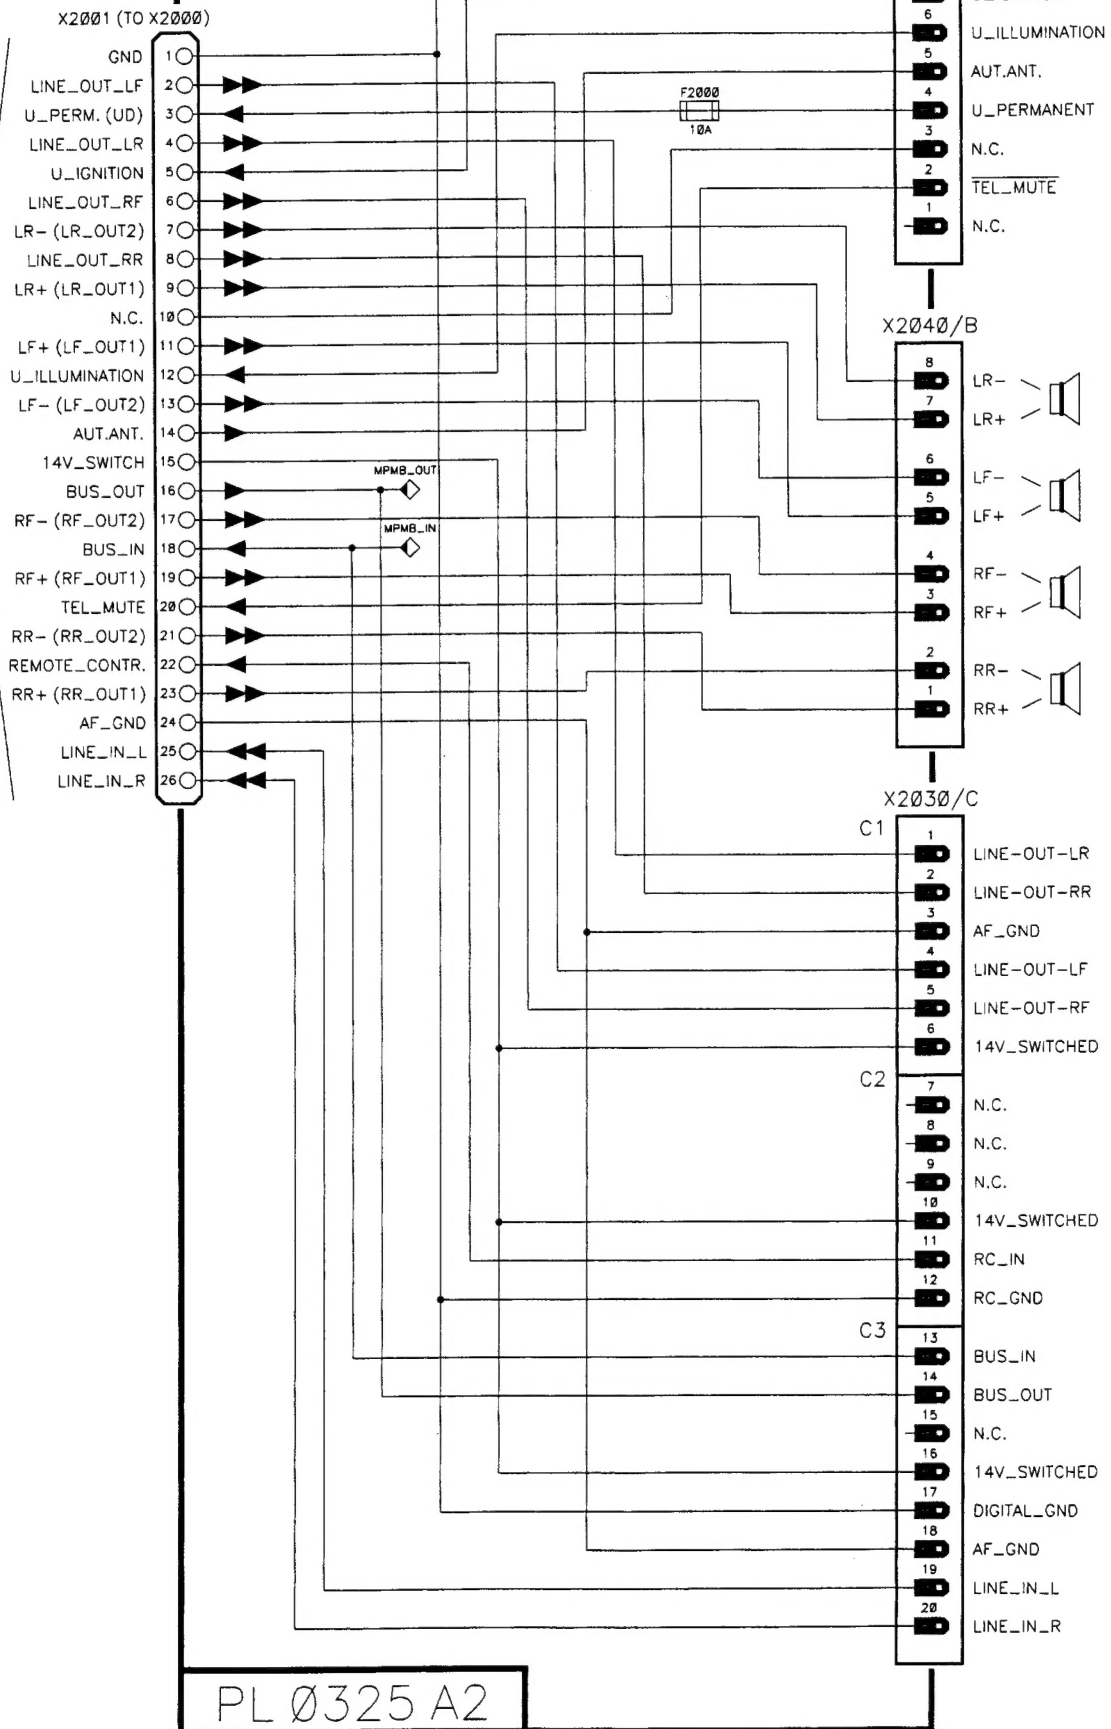 X2001 (TO X2000)
GND 1
LINE_OUT_LF 2
U_PERM. (UD) 3
LINE_OUT_LR 4
U_IGNITION 5
LINE_OUT_RF 6
LR- (LR_OUT2) 7
LINE_OUT_RR 8
LR+ (LR_OUT1) 9
N.C. 10
LF+ (LF_OUT1) 11
U_ILLUMINATION 12
LF- (LF_OUT2) 13
AUT.ANT. 14
14V_SWITCH 15
BUS_OUT 16
RF- (RF_OUT2) 17
BUS_IN 18
RF+ (RF_OUT1) 19
TEL_MUTE 20
RR- (RR_OUT2) 21
REMOTE_CONTR. 22
RR+ (RR_OUT1) 23
AF_GND 24
LINE_IN_L 25
LINE_IN_R 26
MPMB_OUT
MPMB_IN
F2000
10A
6 U_ILLUMINATION
5 AUT.ANT.
4 U_PERMANENT
3 N.C.
2 TEL_MUTE
1 N.C.
X2040/B
8 LR-
7 LR+
6 LF-
5 LF+
4 RF-
3 RF+
2 RR-
1 RR+
X2030/C
C1
1 LINE-OUT-LR
2 LINE-OUT-RR
3 AF_GND
4 LINE-OUT-LF
5 LINE-OUT-RF
6 14V_SWITCHED
C2
7 N.C.
8 N.C.
9 N.C.
10 14V_SWITCHED
11 RC_IN
12 RC_GND
C3
13 BUS_IN
14 BUS_OUT
15 N.C.
16 14V_SWITCHED
17 DIGITAL_GND
18 AF_GND
19 LINE_IN_L
20 LINE_IN_R
PL Ø325 A2